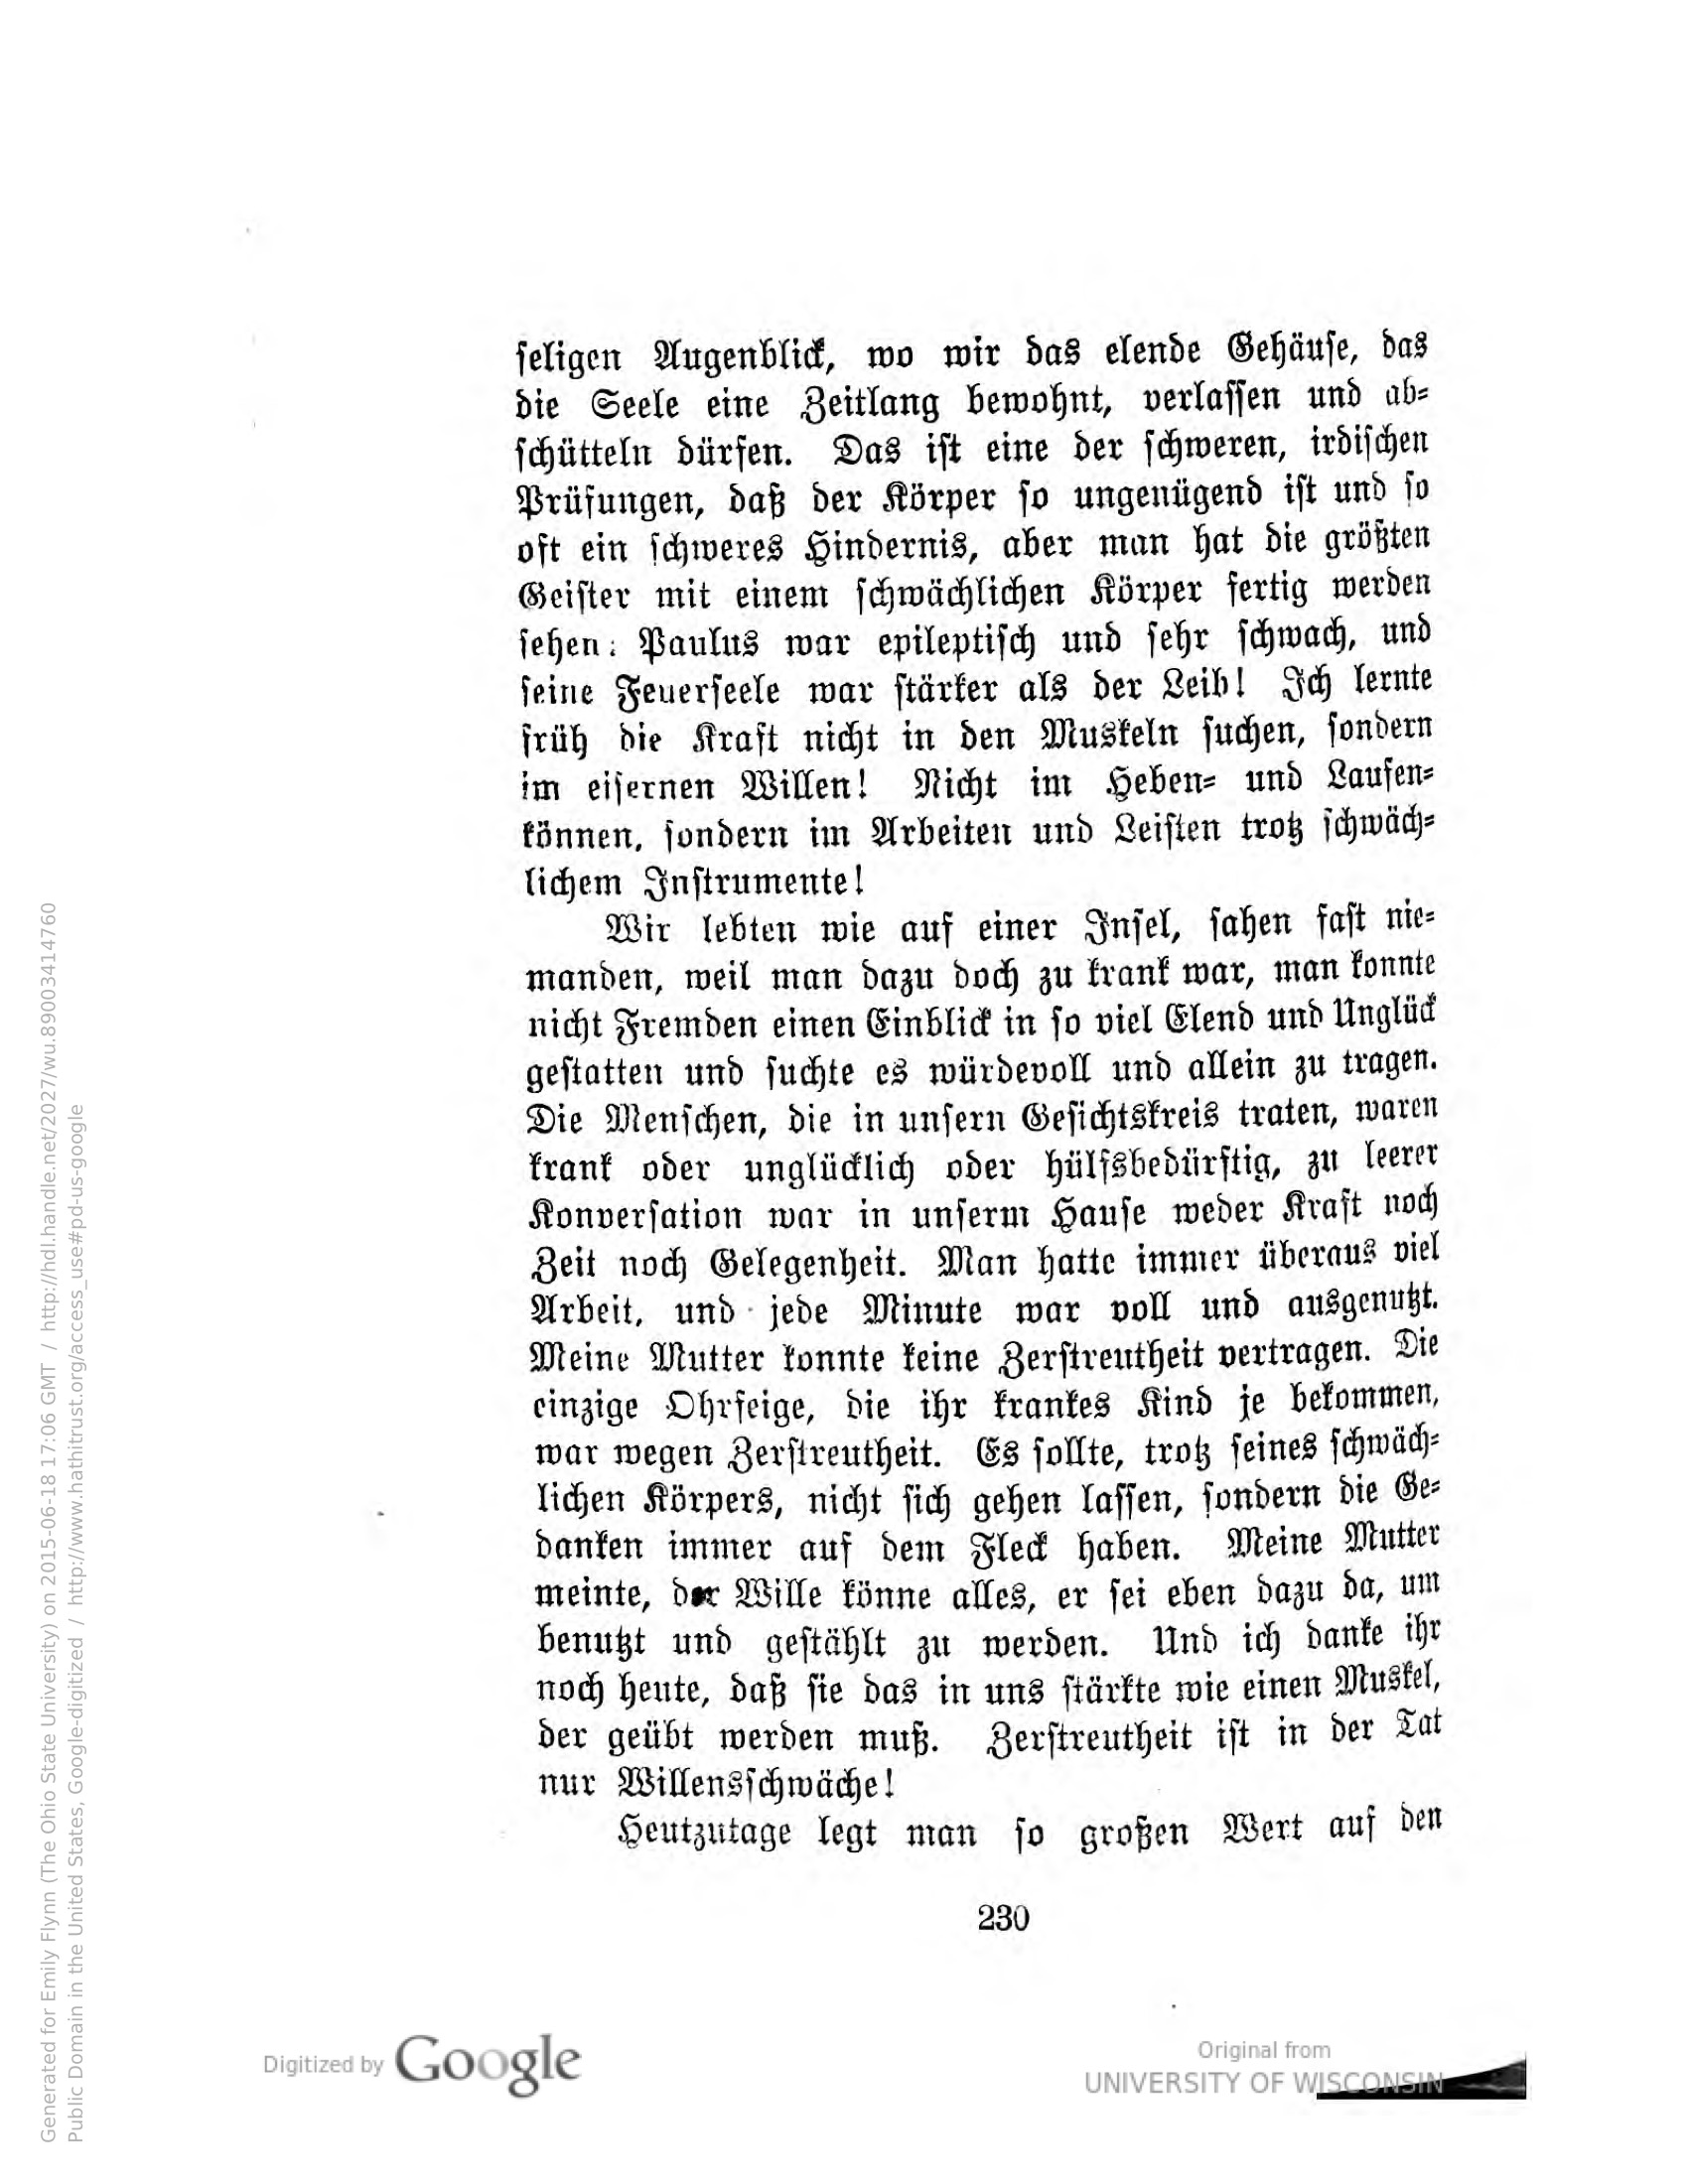 seligen Augenblick, wo wir das elende Gehäuse, das
die Seele eine Zeitlang bewohnt, verlassen und ab-
schütteln dürfen. Das ist eine der schweren, irdischen
Prüfungen, daß der Körper so ungenügend ist und so
oft ein schweres Hindernis, aber man hat die größten
Geister mit einem schwächlichen Körper fertig werden
sehen: Paulus war epileptisch und sehr schwach, und
seine Feuerseele war stärker als der Leib! Ich lernte
früh die Kraft nicht in den Muskeln suchen, sondern
im eisernen Willen! Nicht im Heben- und Laufen-
können, sondern im Arbeiten und Leisten trotz schwäch-
lichem Instrumente!
Wir lebten wie auf einer Insel, sahen fast nie-
manden, weil man dazu doch zu krank war, man konnte
nicht Fremden einen Einblick in so viel Elend und Unglück
gestatten und suchte es würdevoll und allein zu tragen.
Die Menschen, die in unsern Gesichtskreis traten, waren
krank oder unglücklich oder hülfsbedürftig, zu leerer
Konversation war in unserm Hause weder Kraft noch
Zeit noch Gelegenheit. Man hatte immer überaus viel
Arbeit, und jede Minute war voll und ausgenutzt.
Meine Mutter konnte keine Zerstreutheit vertragen. Die
einzige Ohrfeige, die ihr krankes Kind je bekommen,
war wegen Zerstreutheit. Es sollte, trotz seines schwäch-
lichen Körpers, nicht sich gehen lassen, sondern die Ge-
danken immer auf dem Fleck haben. Meine Mutter
meinte, der Wille könne alles, er sei eben dazu da, um
benutzt und gestählt zu werden. Und ich danke ihr
noch heute, daß sie das in uns stärkte wie einen Muskel,
der geübt werden muß. Zerstreutheit ist in der Tat
nur Willensschwäche!
Heutzutage legt man so großen Wert auf den
230
Generated for Emily Flynn (The Ohio State University) on 2015-06-18 17:06 GMT / http://hdl.handle.net/2027/wu.89003414760
Public Domain in the United States, Google-digitized / http://www.hathitrust.org/access_use#pd-us-google
Digitized by Google
Original from
UNIVERSITY OF WISCONSIN